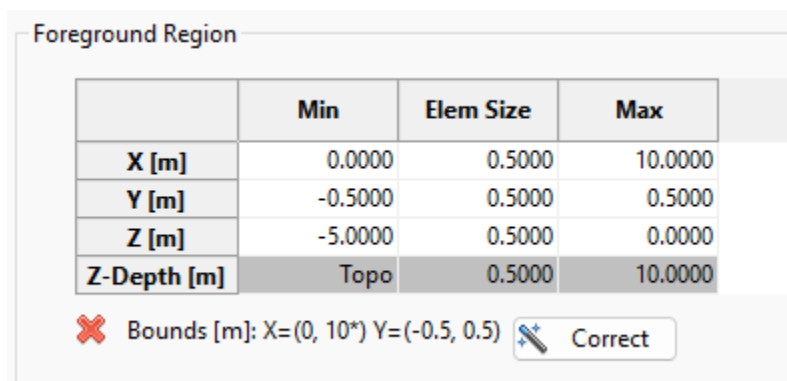 Foreground Region
Min Elem Size Max
X [m] 0.0000 0.5000 10.0000
Y [m] -0.5000 0.5000 0.5000
Z [m] -5.0000 0.5000 0.0000
Z-Depth [m] Topo 0.5000 10.0000
Bounds [m]: X=(0, 10*) Y=(-0.5, 0.5) Correct